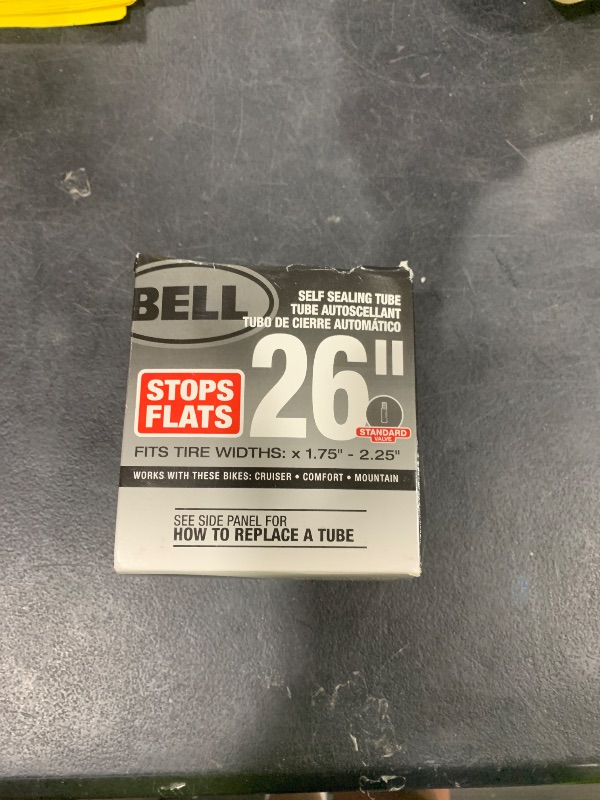 BELL
SELF SEALING TUBE
TUBE AUTOSCELLANT
TUBO DE CIERRE AUTOMÁTICO
26"
STOPS
FLATS
STANDARD
VALVE
FITS TIRE WIDTHS: x 1.75" - 2.25"
WORKS WITH THESE BIKES: CRUISER • COMFORT • MOUNTAIN
SEE SIDE PANEL FOR
HOW TO REPLACE A TUBE